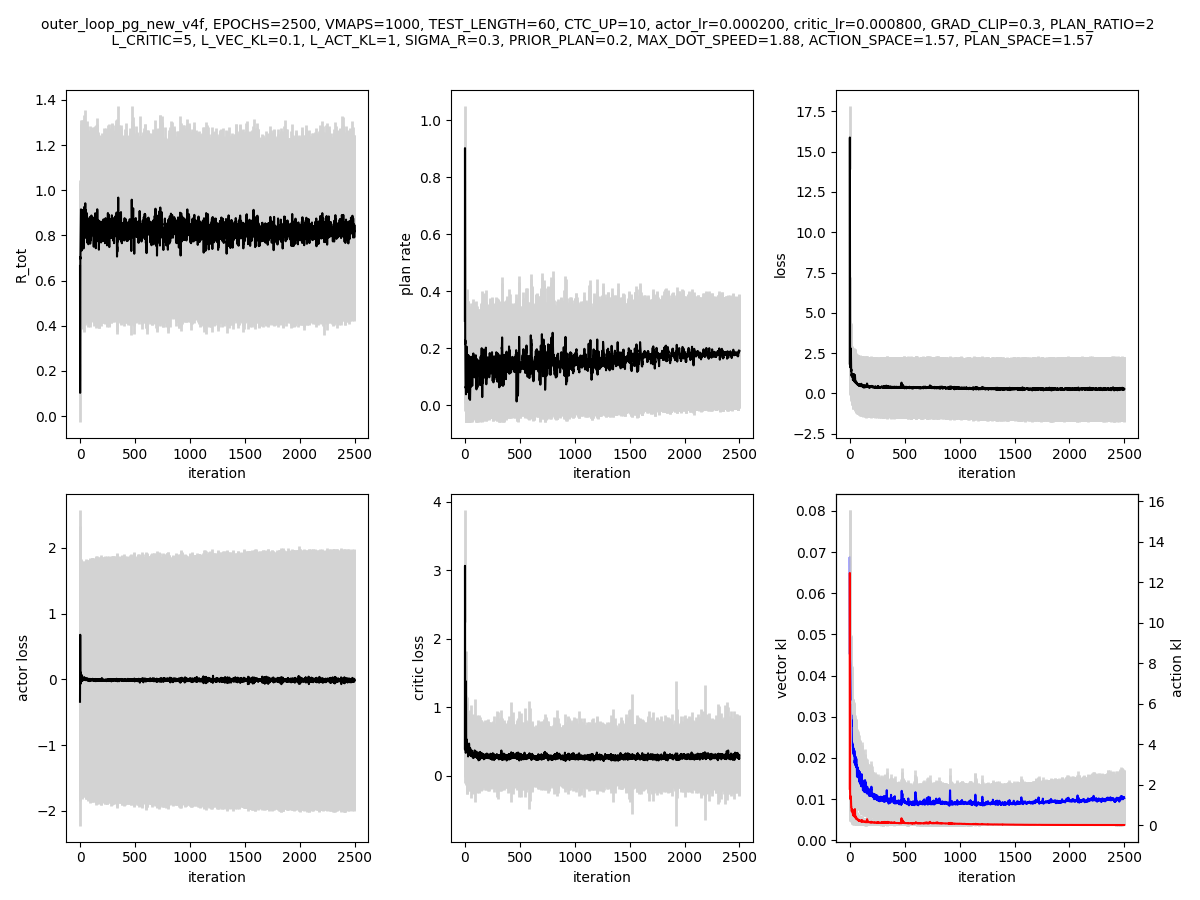 outer_loop_pg_new_v4f, EPOCHS=2500, VMAPS=1000, TEST_LENGTH=60, CTC_UP=10, actor_lr=0.000200, critic_lr=0.000800, GRAD_CLIP=0.3, PLAN_RATIO=2
L_CRITIC=5, L_VEC_KL=0.1, L_ACT_KL=1, SIGMA_R=0.3, PRIOR_PLAN=0.2, MAX_DOT_SPEED=1.88, ACTION_SPACE=1.57, PLAN_SPACE=1.57
R_tot
1.4
1.2
1.0
0.8
0.6
0.4
0.2
0.0
0 500 1000 1500 2000 2500
iteration
plan rate
1.0
0.8
0.6
0.4
0.2
0.0
0 500 1000 1500 2000 2500
iteration
loss
17.5
15.0
12.5
10.0
7.5
5.0
2.5
0.0
−2.5
0 500 1000 1500 2000 2500
iteration
actor loss
2
1
0
−1
−2
0 500 1000 1500 2000 2500
iteration
critic loss
4
3
2
1
0
0 500 1000 1500 2000 2500
iteration
vector kl
0.08
0.07
0.06
0.05
0.04
0.03
0.02
0.01
0.00
0 500 1000 1500 2000 2500
iteration
16
14
12
10
8
6
4
2
0
action kl